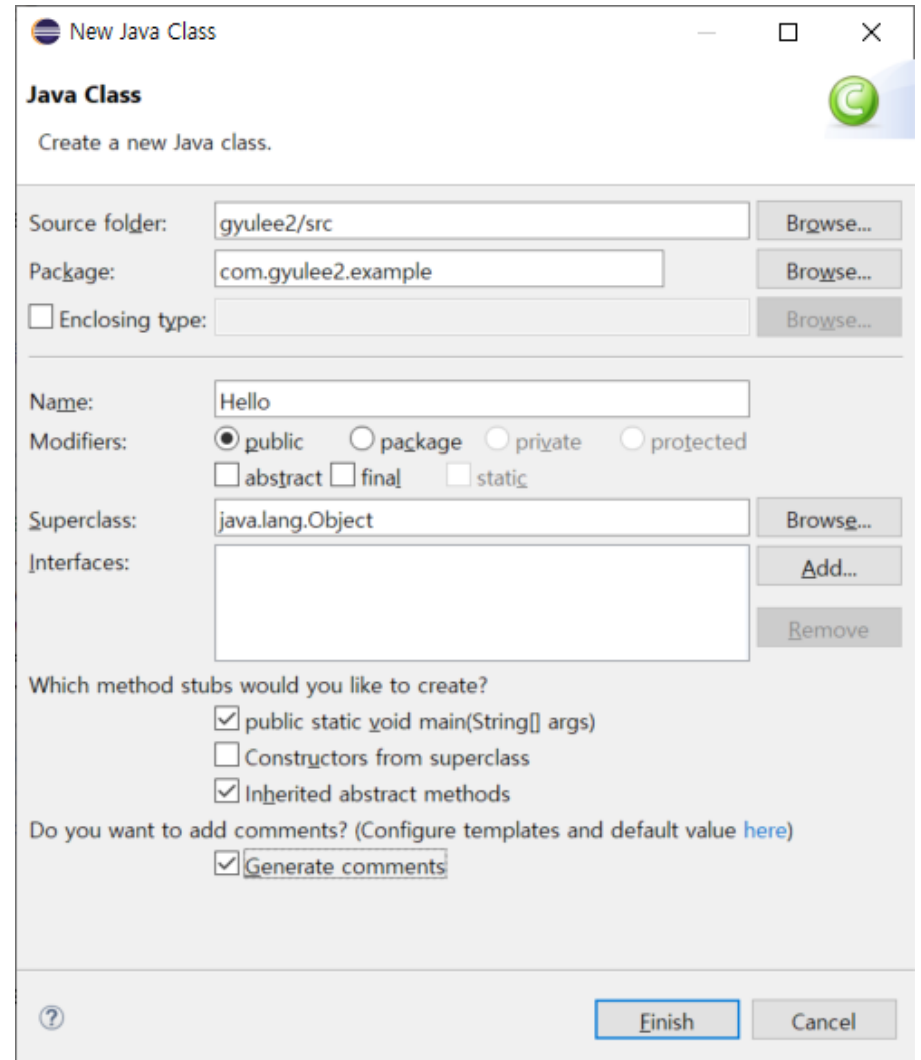 New Java Class
Java Class
Create a new Java class.
Source folder: gyulee2/src Browse...
Package: com.gyulee2.example Browse...
Enclosing type: Browse...
Name: Hello
Modifiers: public package private protected
abstract final static
Superclass: java.lang.Object Browse...
Interfaces: Add...
Remove
Which method stubs would you like to create?
public static void main(String[] args)
Constructors from superclass
Inherited abstract methods
Do you want to add comments? (Configure templates and default value here)
Generate comments
Finish Cancel